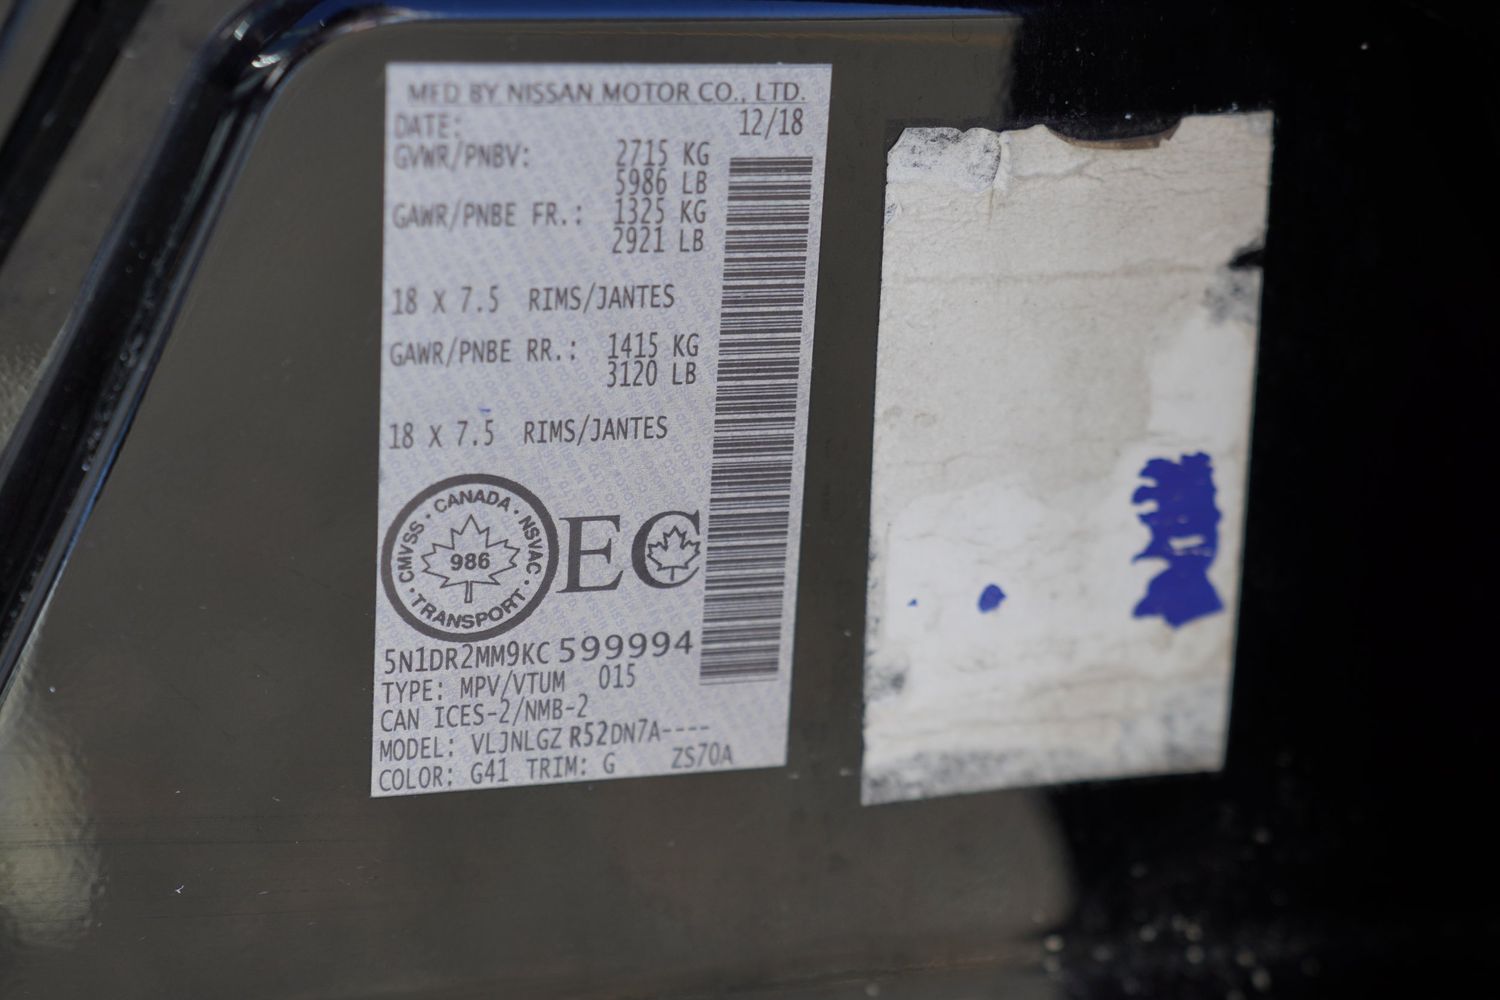 MFD BY NISSAN MOTOR CO., LTD.
DATE: 12/18
GVWR/PNBV: 2715 KG
5986 LB
GAWR/PNBE FR.: 1325 KG
2921 LB
18 X 7.5 RIMS/JANTES
GAWR/PNBE RR.: 1415 KG
3120 LB
18 X 7.5 RIMS/JANTES
CMVSS · CANADA · NSVAC · TRANSPORT ·
986
EC
5N1DR2MM9KC599994
TYPE: MPV/VTUM 015
CAN ICES-2/NMB-2
MODEL: VLJNLGZ R52DN7A----
COLOR: G41 TRIM: G ZS70A